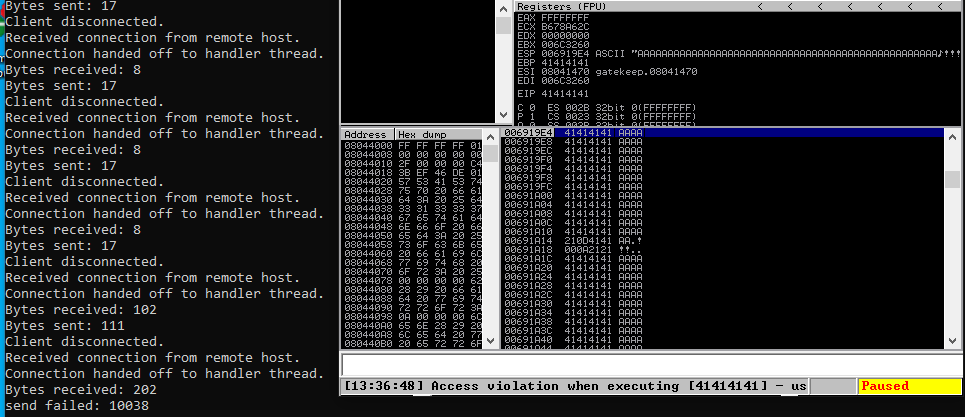 Bytes sent: 17
Client disconnected.
Received connection from remote host.
Connection handed off to handler thread.
Bytes received: 8
Bytes sent: 17
Client disconnected.
Received connection from remote host.
Connection handed off to handler thread.
Bytes received: 8
Bytes sent: 17
Client disconnected.
Received connection from remote host.
Connection handed off to handler thread.
Bytes received: 8
Bytes sent: 17
Client disconnected.
Received connection from remote host.
Connection handed off to handler thread.
Bytes received: 102
Bytes sent: 111
Client disconnected.
Received connection from remote host.
Connection handed off to handler thread.
Bytes received: 202
send failed: 10038
Registers (FPU) < < < < < < <
EAX FFFFFFFF
ECX B678A62C
EDX 00000000
EBX 006C3260
ESP 006919E4 ASCII
EBP 41414141
ESI 08041470 gatekeep.08041470
EDI 006C3260
EIP 41414141
C 0 ES 002B 32bit 0(FFFFFFFF)
P 1 CS 0023 32bit 0(FFFFFFFF)
Address Hex dump
08044000 FF FF FF FF 01
08044008 00 00 00 00 00
08044010 2F 00 00 00 C4
08044018 3B EF 46 DE 01
08044020 57 53 41 53 74
08044028 75 70 20 66 61
08044030 64 3A 20 25 64
08044038 33 31 33 33 37
08044040 67 65 74 61 64
08044048 6E 66 6F 20 66
08044050 65 64 3A 20 25
08044058 73 6F 63 6B 65
08044060 20 66 61 69 6C
08044068 77 69 74 68 20
08044070 6F 72 3A 20 25
08044078 00 00 00 00 62
08044080 28 29 20 66 61
08044088 64 20 77 69 74
08044090 72 72 6F 72 3A
08044098 0A 00 00 00 6C
080440A0 65 6E 28 29 20
080440A8 6C 65 64 20 77
080440B0 20 65 72 72 6F
006919E4 41414141 AAAA
006919E8 41414141 AAAA
006919EC 41414141 AAAA
006919F0 41414141 AAAA
006919F4 41414141 AAAA
006919F8 41414141 AAAA
006919FC 41414141 AAAA
00691A00 41414141 AAAA
00691A04 41414141 AAAA
00691A08 41414141 AAAA
00691A0C 41414141 AAAA
00691A10 41414141 AAAA
00691A14 210D4141 AA.!
00691A18 000A2121 !!..
00691A1C 41414141 AAAA
00691A20 41414141 AAAA
00691A24 41414141 AAAA
00691A28 41414141 AAAA
00691A2C 41414141 AAAA
00691A30 41414141 AAAA
00691A34 41414141 AAAA
00691A38 41414141 AAAA
00691A3C 41414141 AAAA
00691A40 41414141 AAAA
00691A44 41414141 AAAA
[13:36:48] Access violation when executing [41414141] - us
Paused